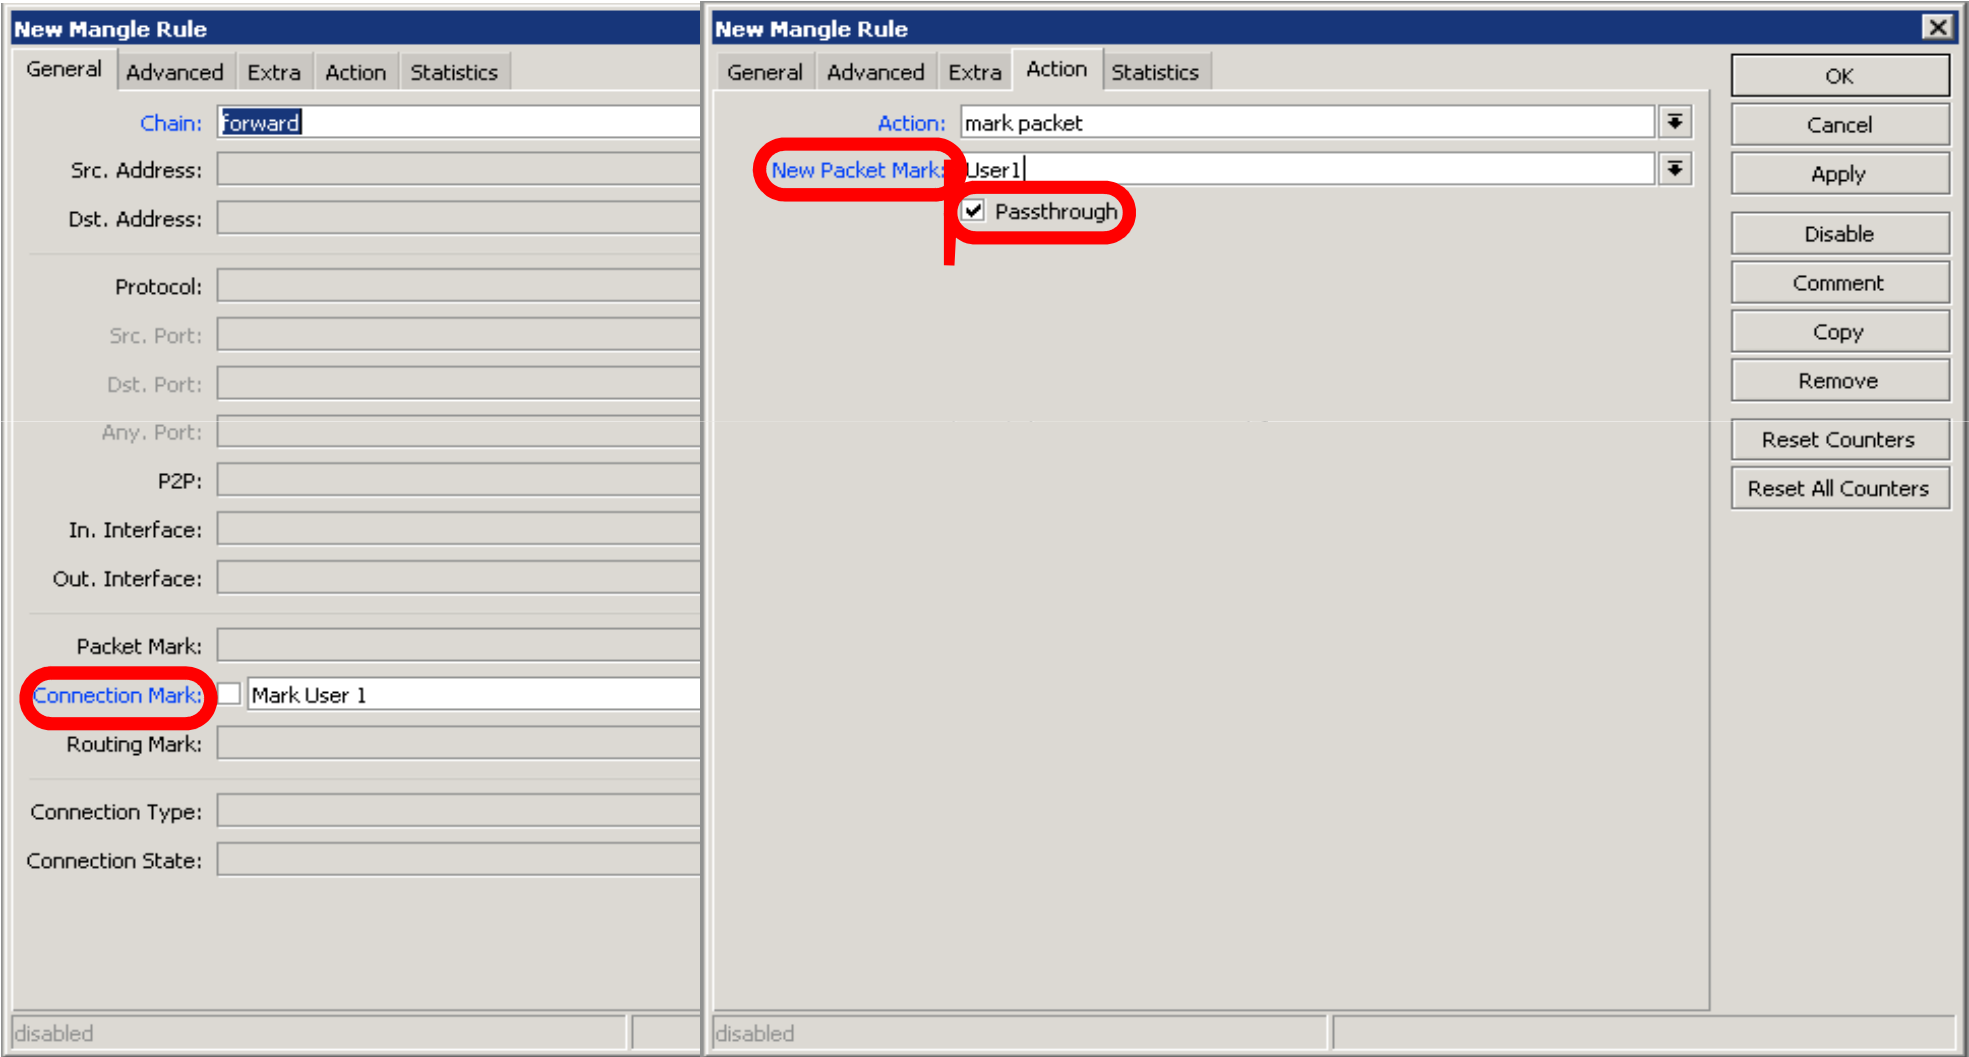 New Mangle Rule
General Advanced Extra Action Statistics
Chain: forward
Src. Address:
Dst. Address:
Protocol:
Src. Port:
Dst. Port:
Any. Port:
P2P:
In. Interface:
Out. Interface:
Packet Mark:
Connection Mark: Mark User 1
Routing Mark:
Connection Type:
Connection State:
disabled
New Mangle Rule
General Advanced Extra Action Statistics
Action: mark packet
New Packet Mark: User1
Passthrough
OK
Cancel
Apply
Disable
Comment
Copy
Remove
Reset Counters
Reset All Counters
disabled